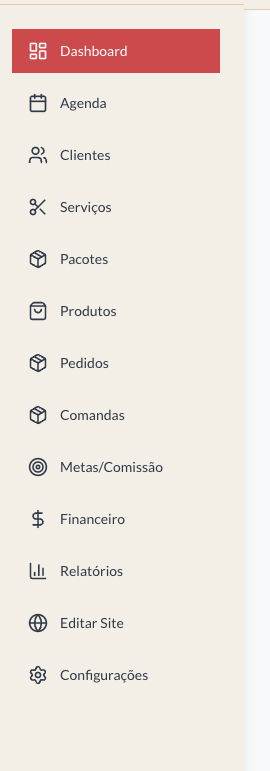 Dashboard
Agenda
Clientes
Serviços
Pacotes
Produtos
Pedidos
Comandas
Metas/Comissão
Financeiro
Relatórios
Editar Site
Configurações